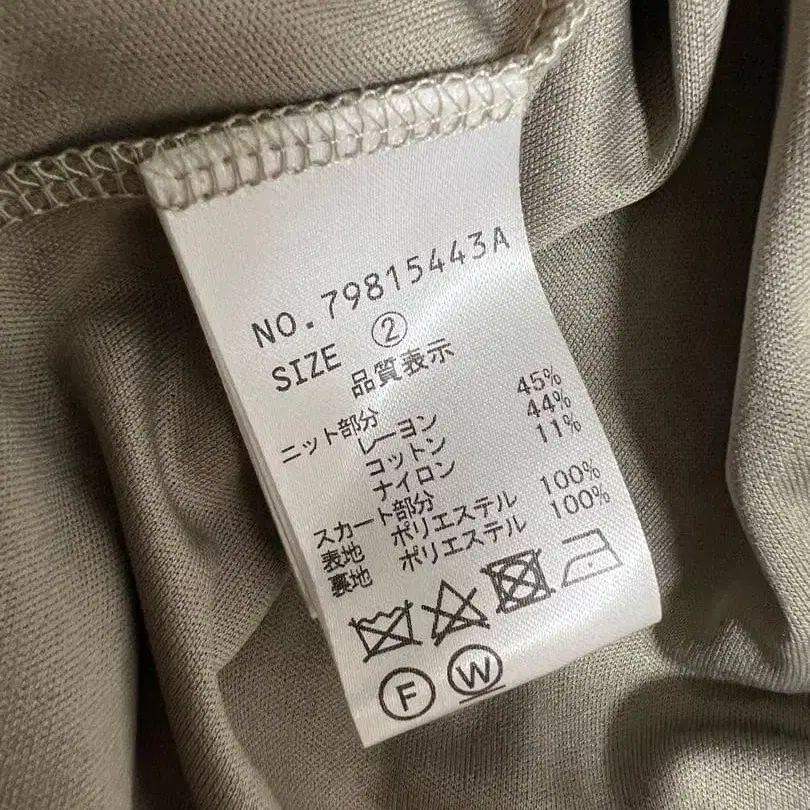 NO.79815443A
SIZE ②
品質表示
ニット部分
レーヨン 45%
コットン 44%
ナイロン 11%
スカート部分
表地 ポリエステル 100%
裏地 ポリエステル 100%
F W